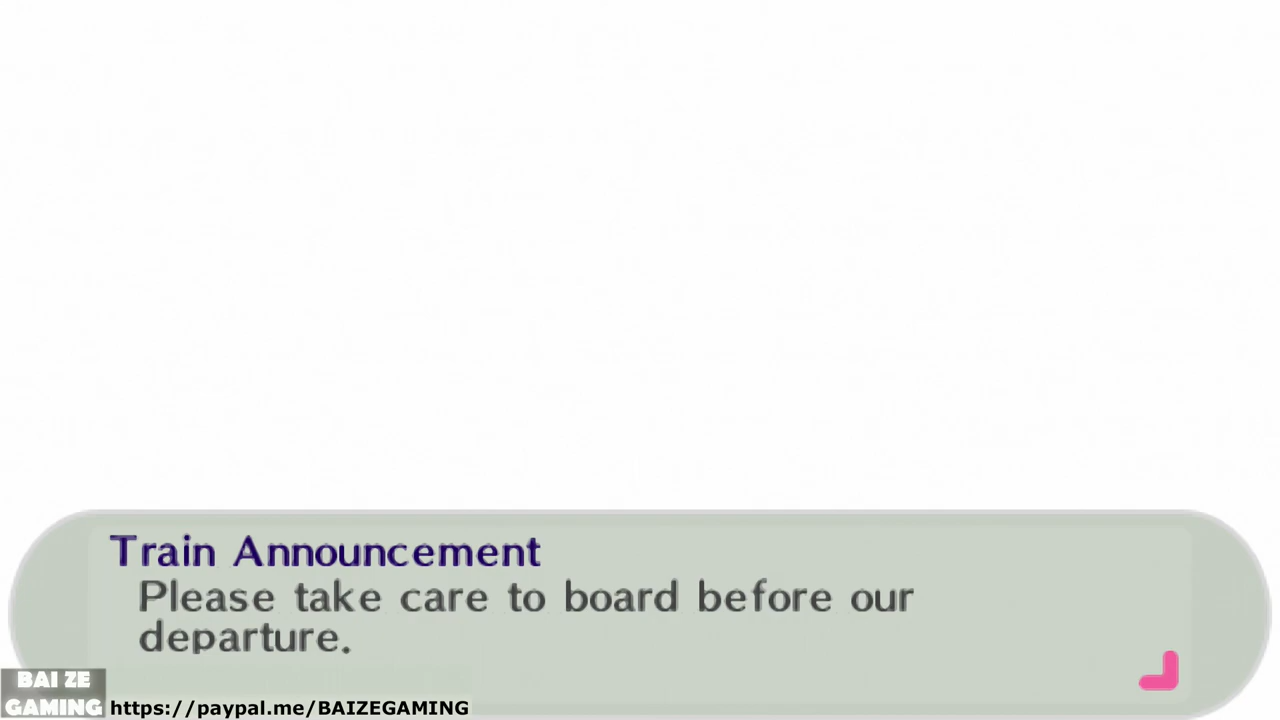 Train Announcement
Please take care to board before our
departure.
BAI ZE
GAMING
https://paypal.me/BAIZEGAMING